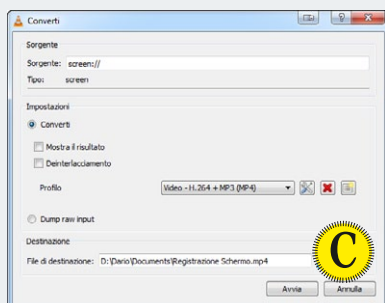 Converti
Sorgente
Sorgente: screen://
Tipo: screen
Impostazioni
Converti
Mostra il risultato
Deinterlacciamento
Profilo Video - H.264 + MP3 (MP4)
Dump raw input
Destinazione
File di destinazione: D:\Dario\Documents\Registrazione Schermo.mp4
C
Avvia Annulla